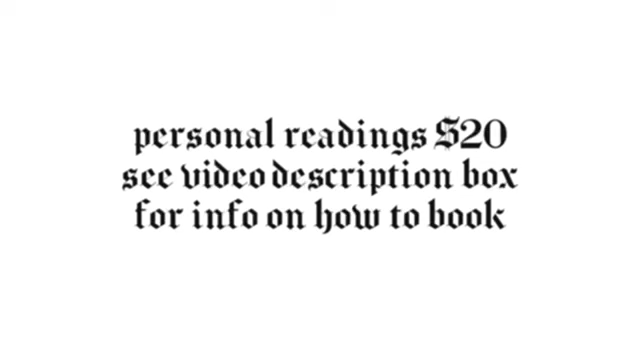 personal readings $20
see video description box
for info on how to book